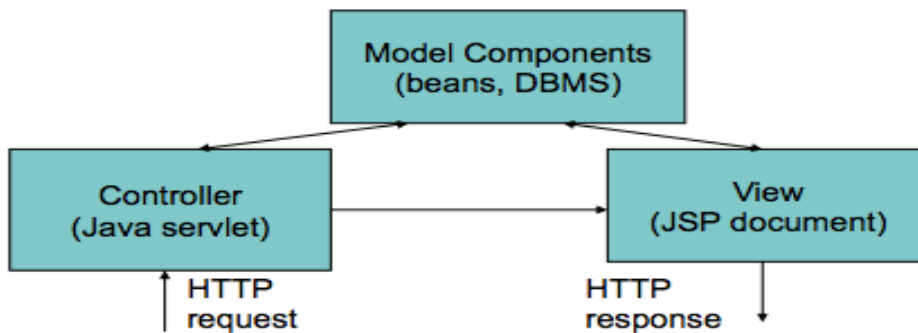 Model Components
(beans, DBMS)
Controller
(Java servlet)
View
(JSP document)
HTTP
request
HTTP
response